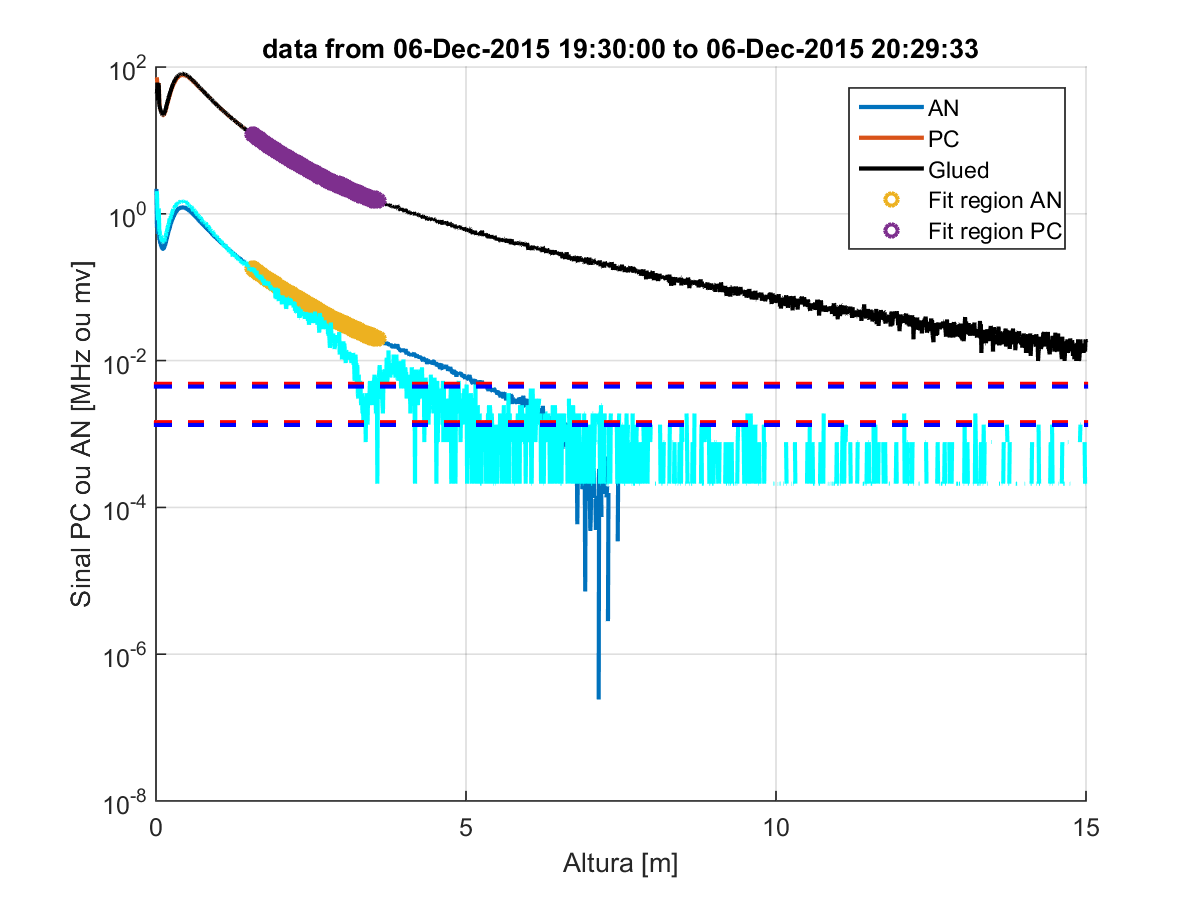 data from 06-Dec-2015 19:30:00 to 06-Dec-2015 20:29:33
10^2
10^0
10^-2
10^-4
10^-6
10^-8
Sinal PC ou AN [MHz ou mv]
AN
PC
Glued
Fit region AN
Fit region PC
0 5 10 15
Altura [m]